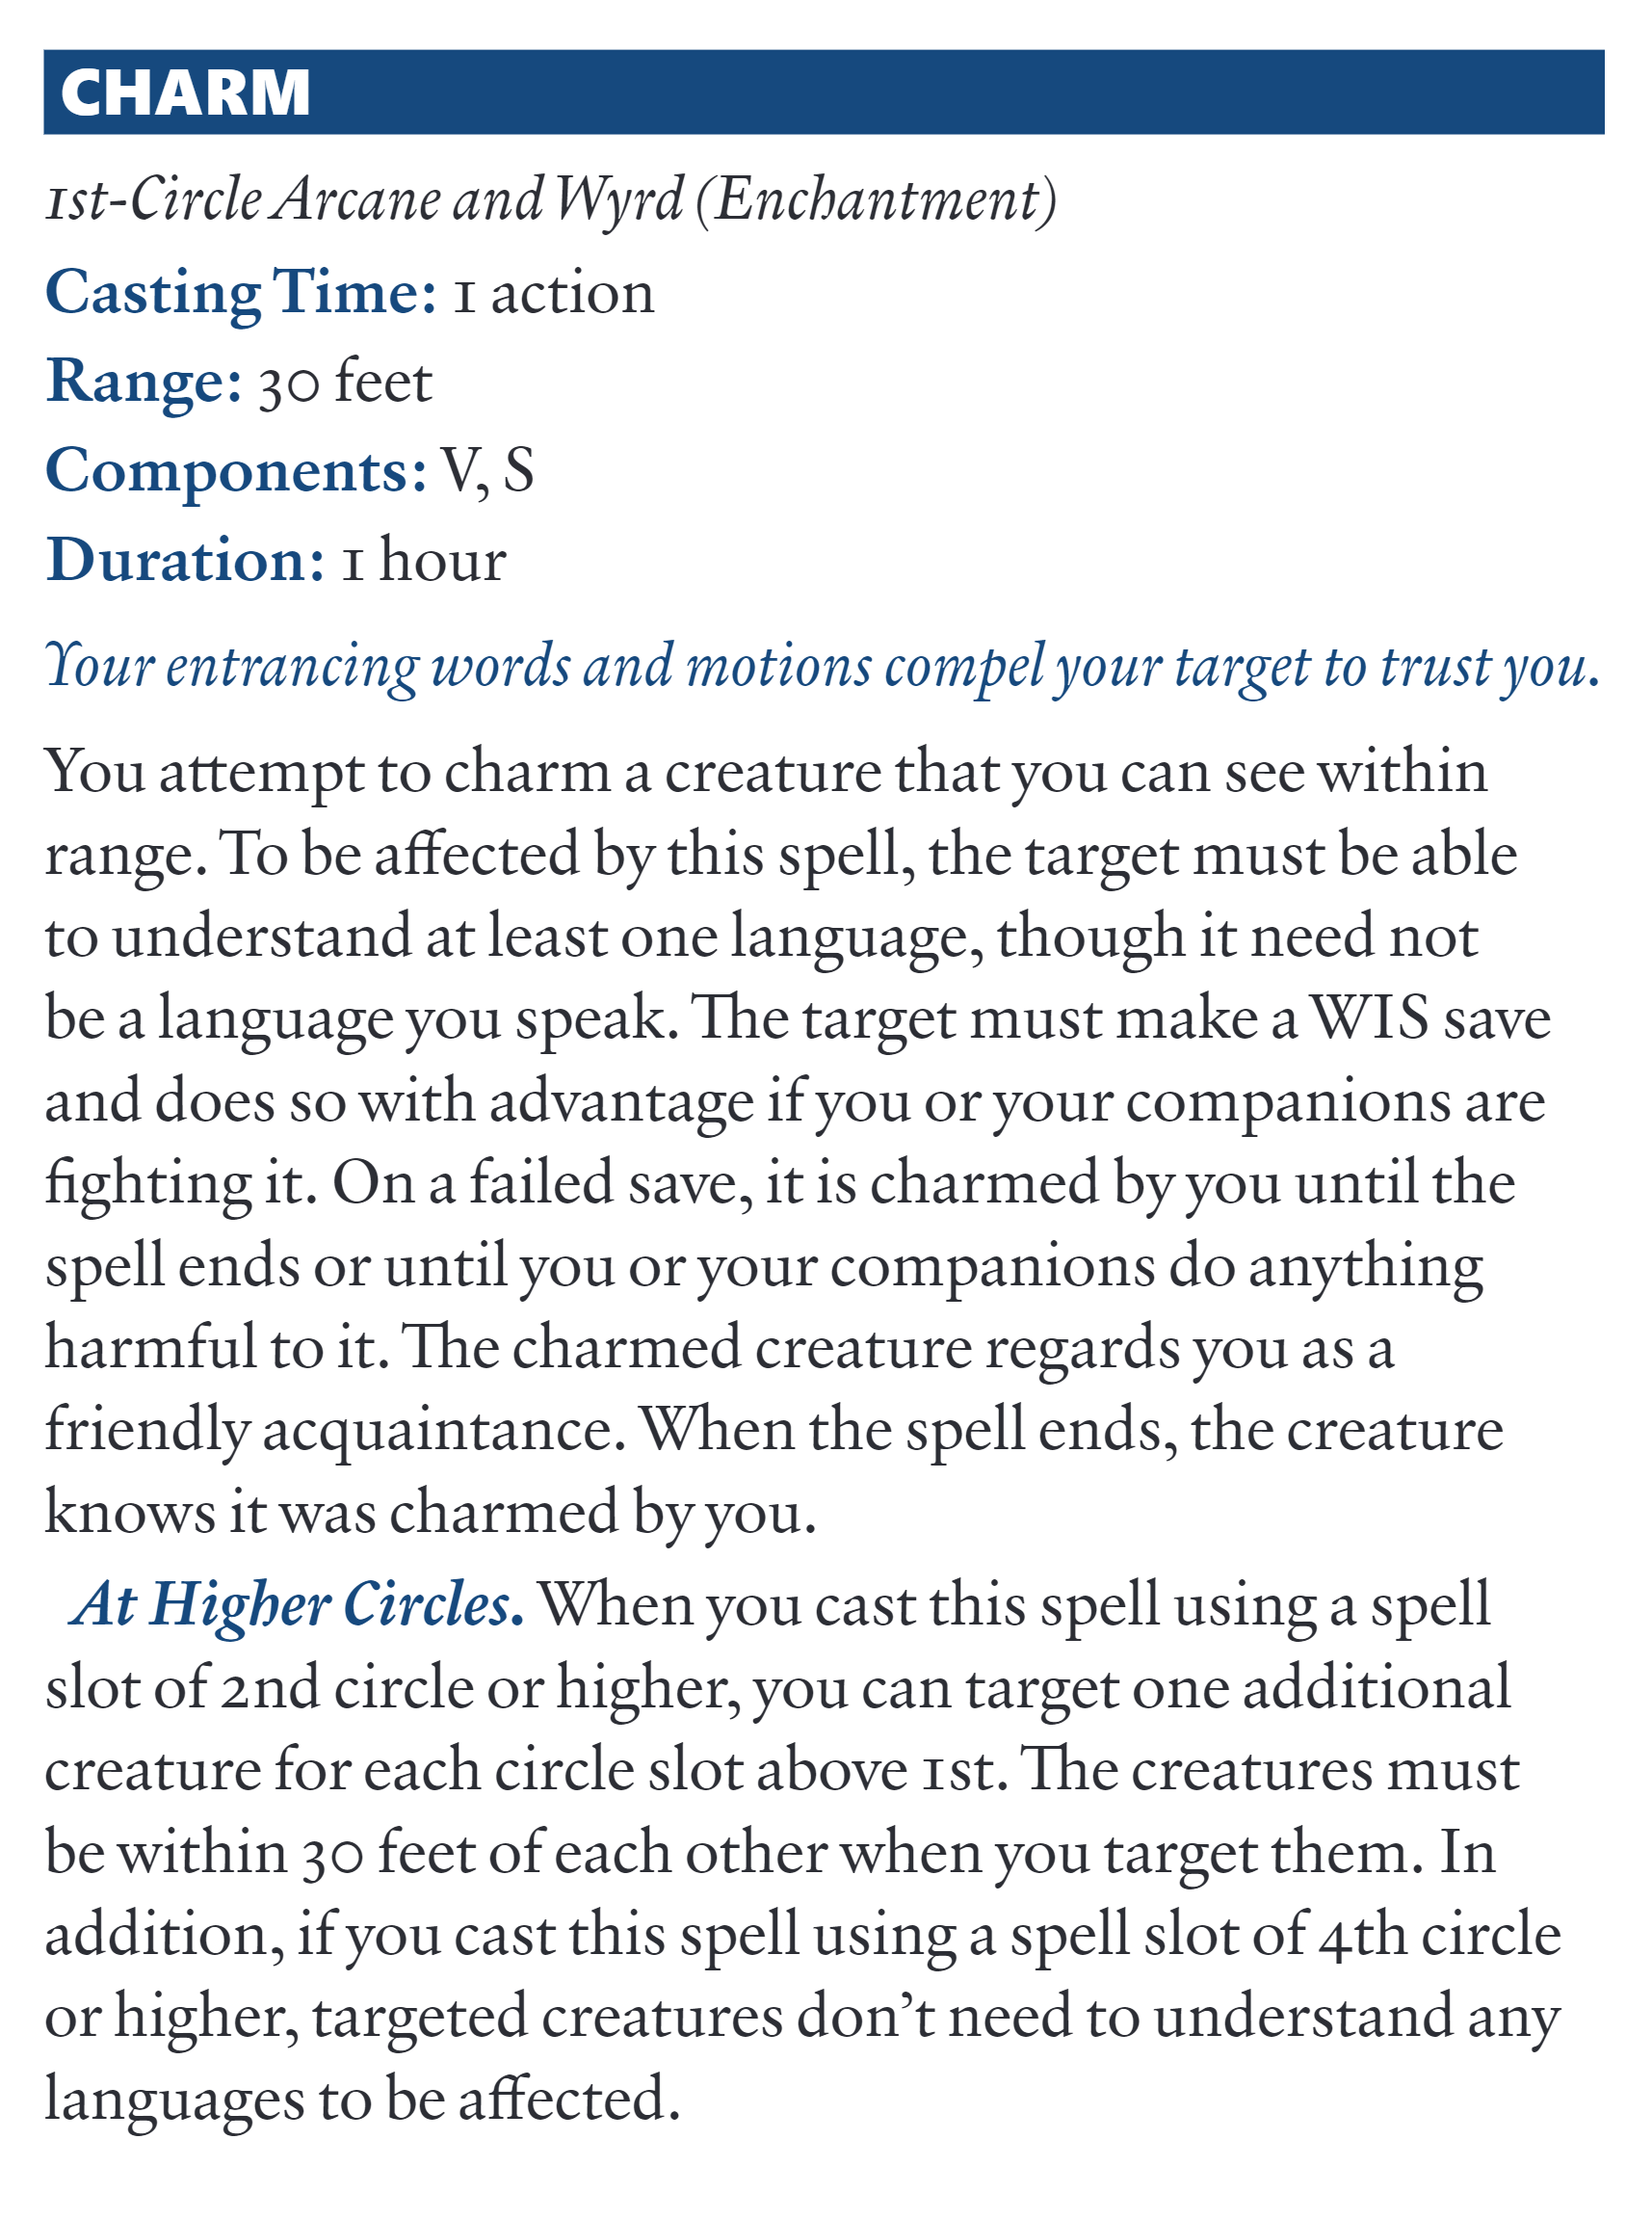 CHARM
1st-Circle Arcane and Wyrd (Enchantment)
Casting Time: 1 action
Range: 30 feet
Components: V, S
Duration: 1 hour
Your entrancing words and motions compel your target to trust you.
You attempt to charm a creature that you can see within
range. To be affected by this spell, the target must be able
to understand at least one language, though it need not
be a language you speak. The target must make a WIS save
and does so with advantage if you or your companions are
fighting it. On a failed save, it is charmed by you until the
spell ends or until you or your companions do anything
harmful to it. The charmed creature regards you as a
friendly acquaintance. When the spell ends, the creature
knows it was charmed by you.
At Higher Circles. When you cast this spell using a spell
slot of 2nd circle or higher, you can target one additional
creature for each circle slot above 1st. The creatures must
be within 30 feet of each other when you target them. In
addition, if you cast this spell using a spell slot of 4th circle
or higher, targeted creatures don’t need to understand any
languages to be affected.